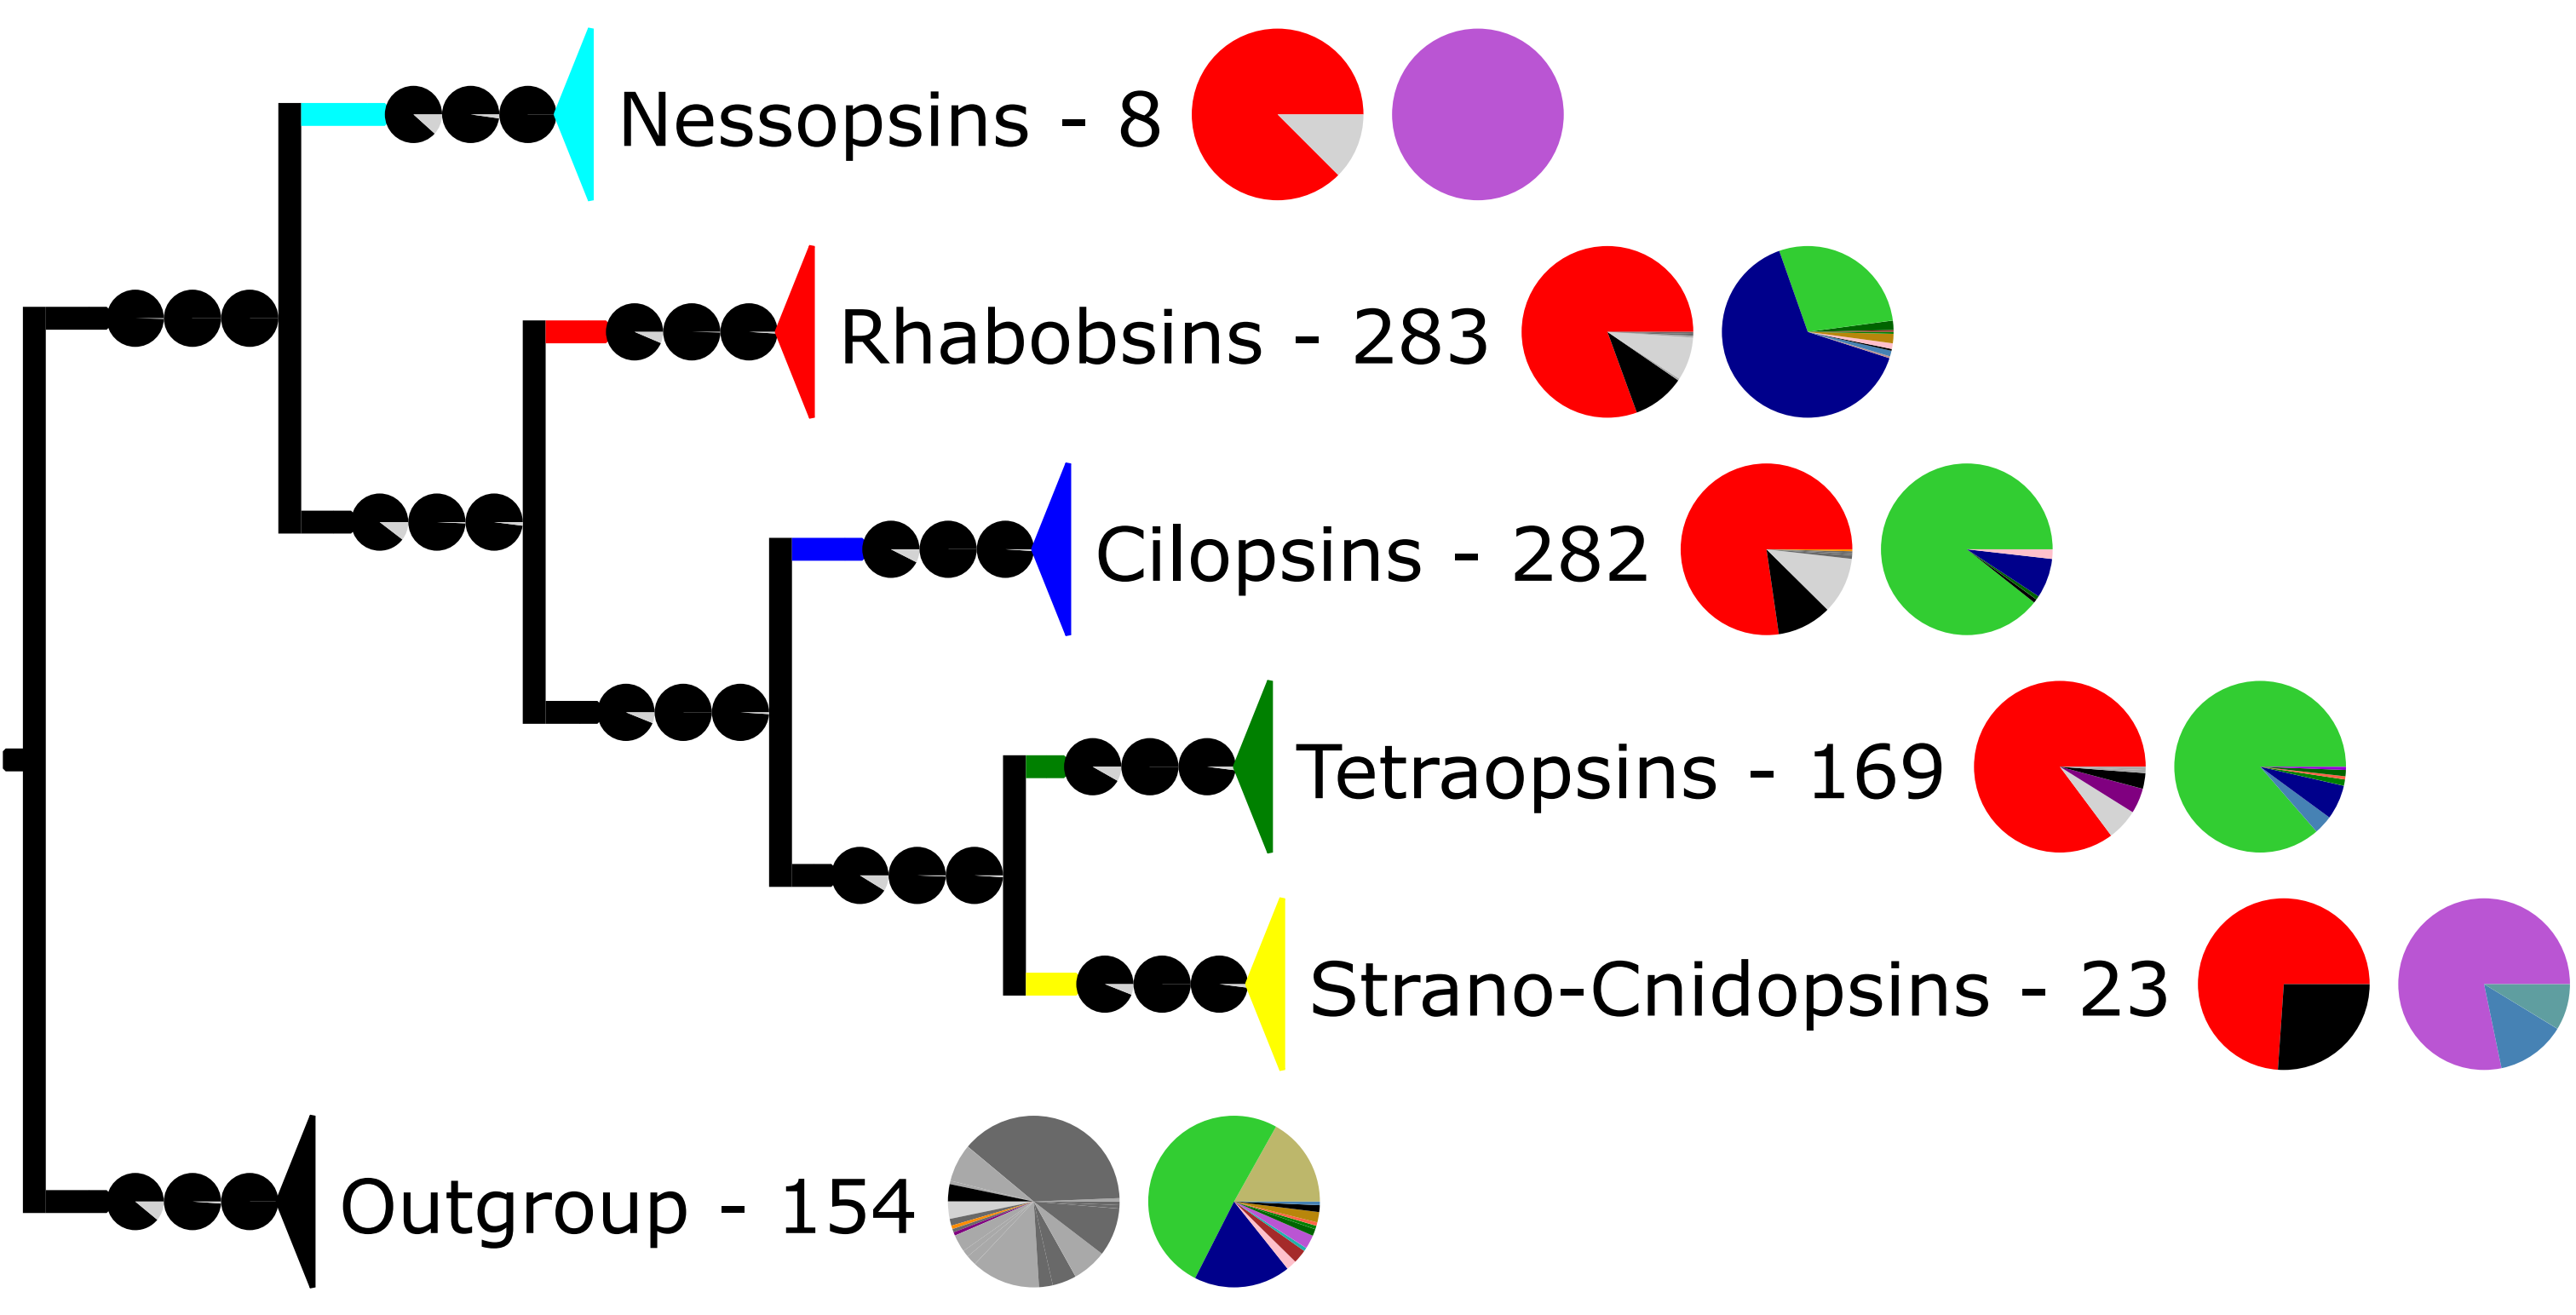 Nessopsins - 8
Rhabobsins - 283
Cilopsins - 282
Tetraopsins - 169
Strano-Cnidopsins - 23
Outgroup - 154